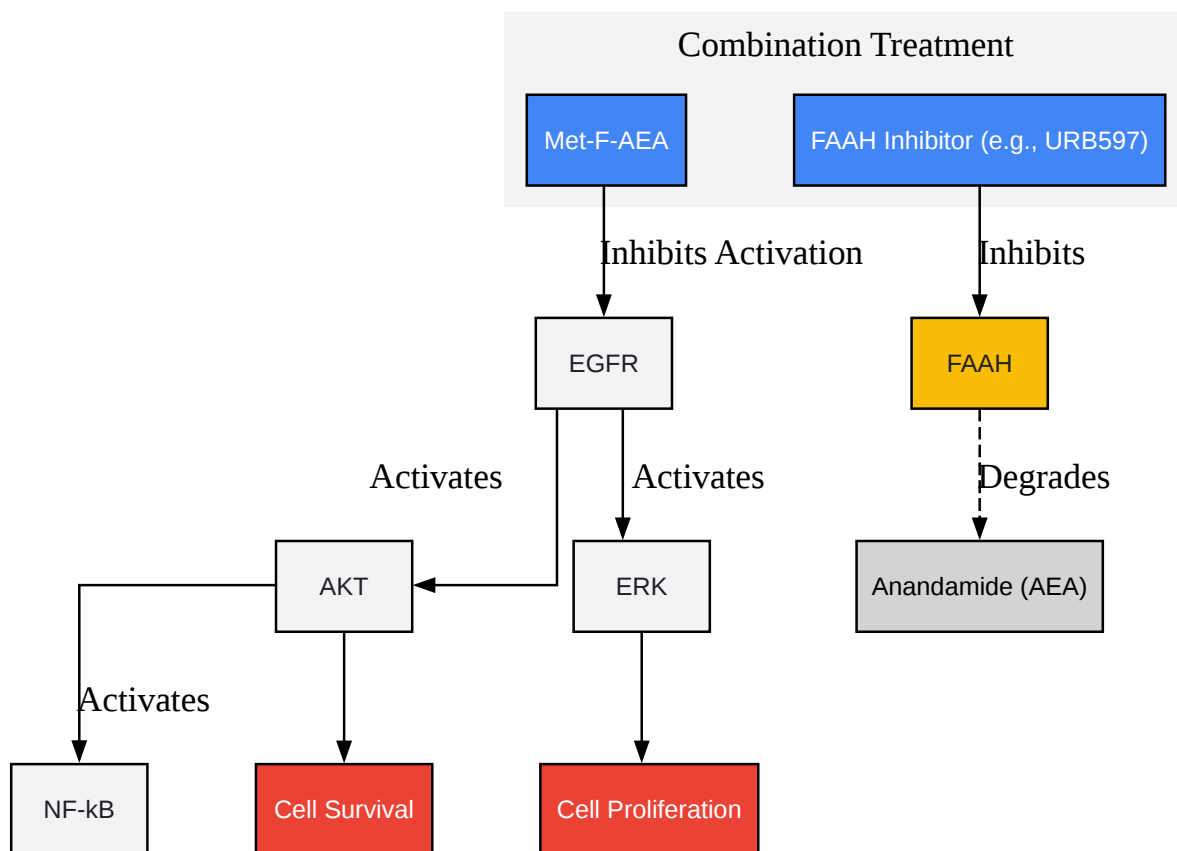 Combination Treatment
Met-F-AEA
FAAH Inhibitor (e.g., URB597)
Inhibits Activation
Inhibits
EGFR
FAAH
Activates
Activates
Degrades
AKT
ERK
Anandamide (AEA)
Activates
NF-kB
Cell Survival
Cell Proliferation